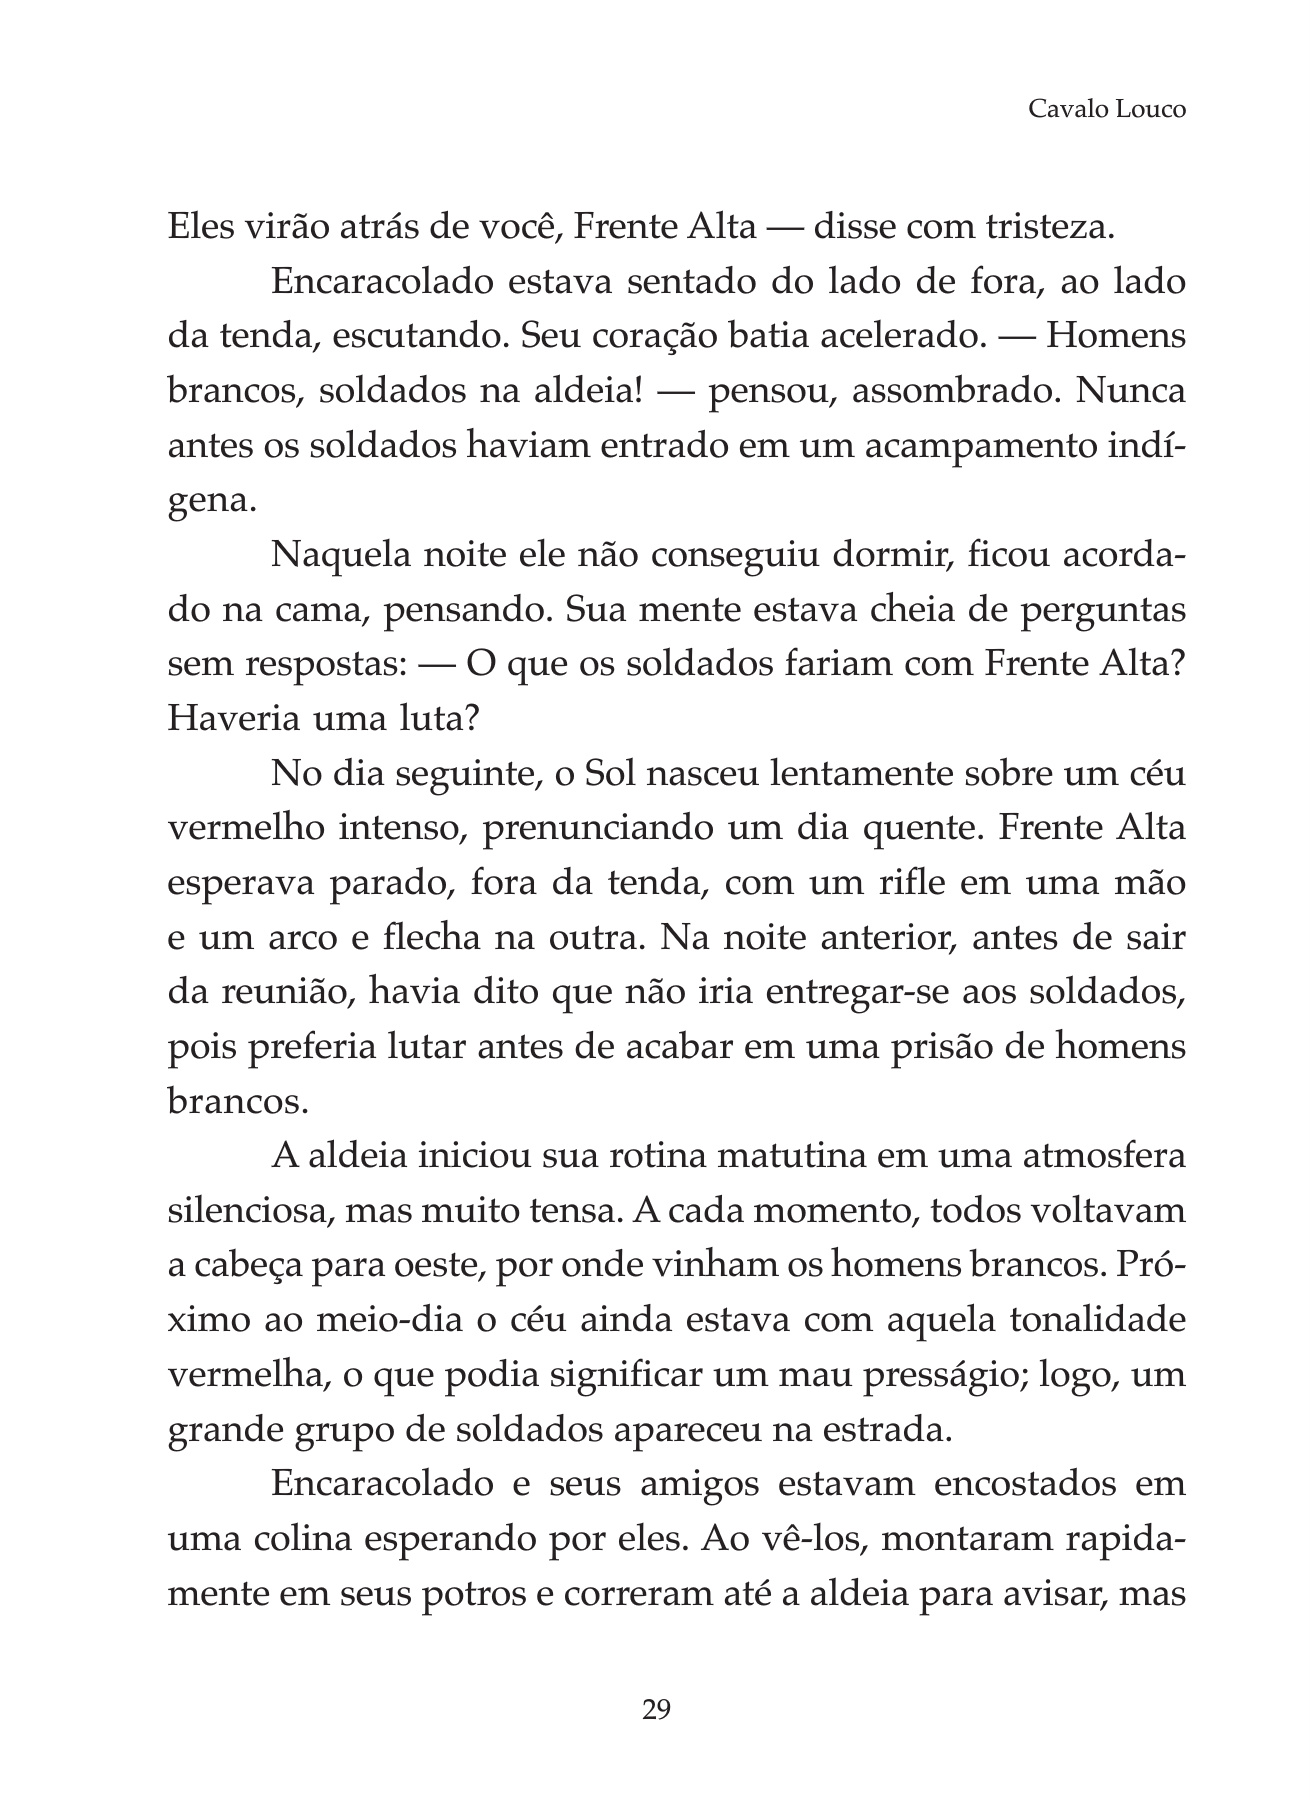 Cavalo Louco
Eles virão atrás de você, Frente Alta — disse com tristeza.
Encaracolado estava sentado do lado de fora, ao lado
da tenda, escutando. Seu coração batia acelerado. — Homens
brancos, soldados na aldeia! — pensou, assombrado. Nunca
antes os soldados haviam entrado em um acampamento indí-
gena.
Naquela noite ele não conseguiu dormir, ficou acorda-
do na cama, pensando. Sua mente estava cheia de perguntas
sem respostas: — O que os soldados fariam com Frente Alta?
Haveria uma luta?
No dia seguinte, o Sol nasceu lentamente sobre um céu
vermelho intenso, prenunciando um dia quente. Frente Alta
esperava parado, fora da tenda, com um rifle em uma mão
e um arco e flecha na outra. Na noite anterior, antes de sair
da reunião, havia dito que não iria entregar-se aos soldados,
pois preferia lutar antes de acabar em uma prisão de homens
brancos.
A aldeia iniciou sua rotina matutina em uma atmosfera
silenciosa, mas muito tensa. A cada momento, todos voltavam
a cabeça para oeste, por onde vinham os homens brancos. Pró-
ximo ao meio-dia o céu ainda estava com aquela tonalidade
vermelha, o que podia significar um mau presságio; logo, um
grande grupo de soldados apareceu na estrada.
Encaracolado e seus amigos estavam encostados em
uma colina esperando por eles. Ao vê-los, montaram rapida-
mente em seus potros e correram até a aldeia para avisar, mas
29